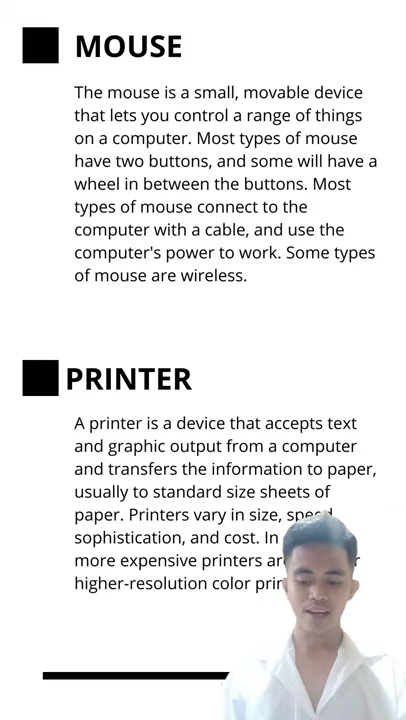 MOUSE
The mouse is a small, movable device
that lets you control a range of things
on a computer. Most types of mouse
have two buttons, and some will have a
wheel in between the buttons. Most
types of mouse connect to the
computer with a cable, and use the
computer's power to work. Some types
of mouse are wireless.
PRINTER
A printer is a device that accepts text
and graphic output from a computer
and transfers the information to paper,
usually to standard size sheets of
paper. Printers vary in size, speed,
sophistication, and cost. In
more expensive printers are
higher-resolution color